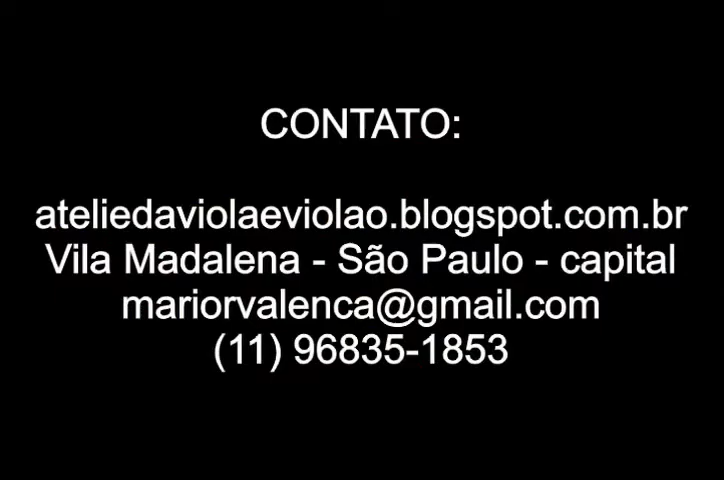 CONTATO:
ateliedaviolaeviolao.blogspot.com.br
Vila Madalena - São Paulo - capital
mariorvalenca@gmail.com
(11) 96835-1853